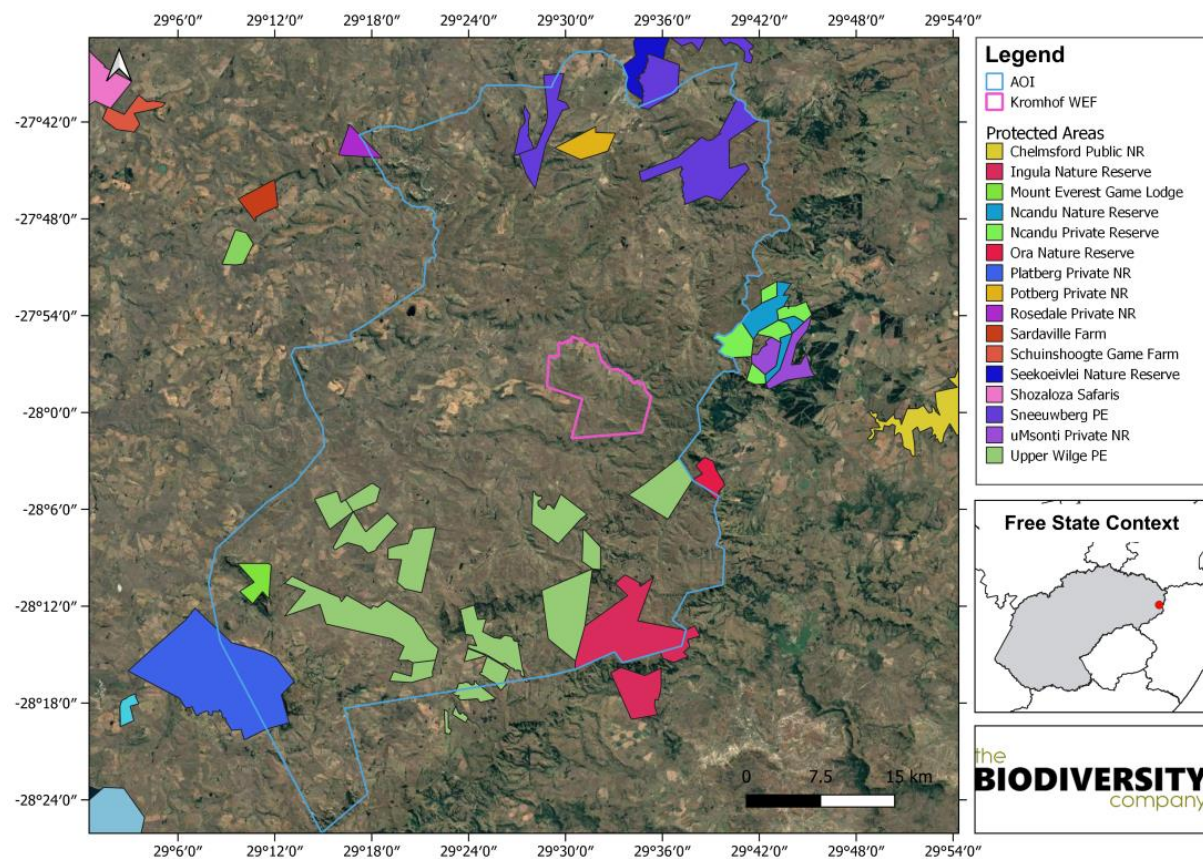 29°6′0″ 29°12′0″ 29°18′0″ 29°24′0″ 29°30′0″ 29°36′0″ 29°42′0″ 29°48′0″ 29°54′0″
-27°42′0″
-27°48′0″
-27°54′0″
-28°0′0″
-28°6′0″
-28°12′0″
-28°18′0″
-28°24′0″
0 7.5 15 km
29°6′0″ 29°12′0″ 29°18′0″ 29°24′0″ 29°30′0″ 29°36′0″ 29°42′0″ 29°48′0″ 29°54′0″
Legend
AOI
Kromhof WEF
Protected Areas
Chelmsford Public NR
Ingula Nature Reserve
Mount Everest Game Lodge
Ncandu Nature Reserve
Ncandu Private Reserve
Ora Nature Reserve
Platberg Private NR
Potberg Private NR
Rosedale Private NR
Sardaville Farm
Schuinshoogte Game Farm
Seekoeivlei Nature Reserve
Shozaloza Safaris
Sneeuwberg PE
uMsonti Private NR
Upper Wilge PE
Free State Context
the
BIODIVERSITY
company